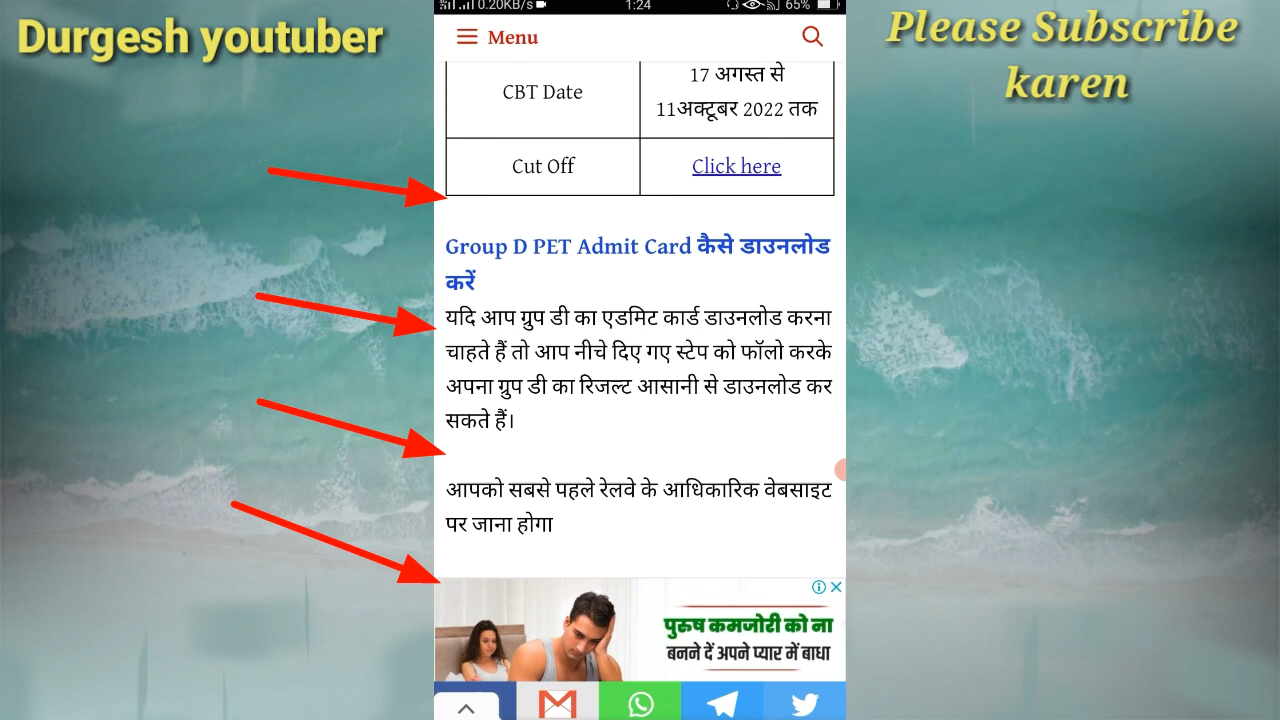 Durgesh youtuber
Please Subscribe
karen
0.20KB/s
1:24
65%
Menu
CBT Date
17 अगस्त से
11अक्टूबर 2022 तक
Cut Off
Click here
Group D PET Admit Card कैसे डाउनलोड
करें
यदि आप ग्रुप डी का एडमिट कार्ड डाउनलोड करना
चाहते हैं तो आप नीचे दिए गए स्टेप को फॉलो करके
अपना ग्रुप डी का रिजल्ट आसानी से डाउनलोड कर
सकते हैं।
आपको सबसे पहले रेलवे के आधिकारिक वेबसाइट
पर जाना होगा
पुरुष कमजोरी को ना
बनने दें अपने प्यार में बाधा